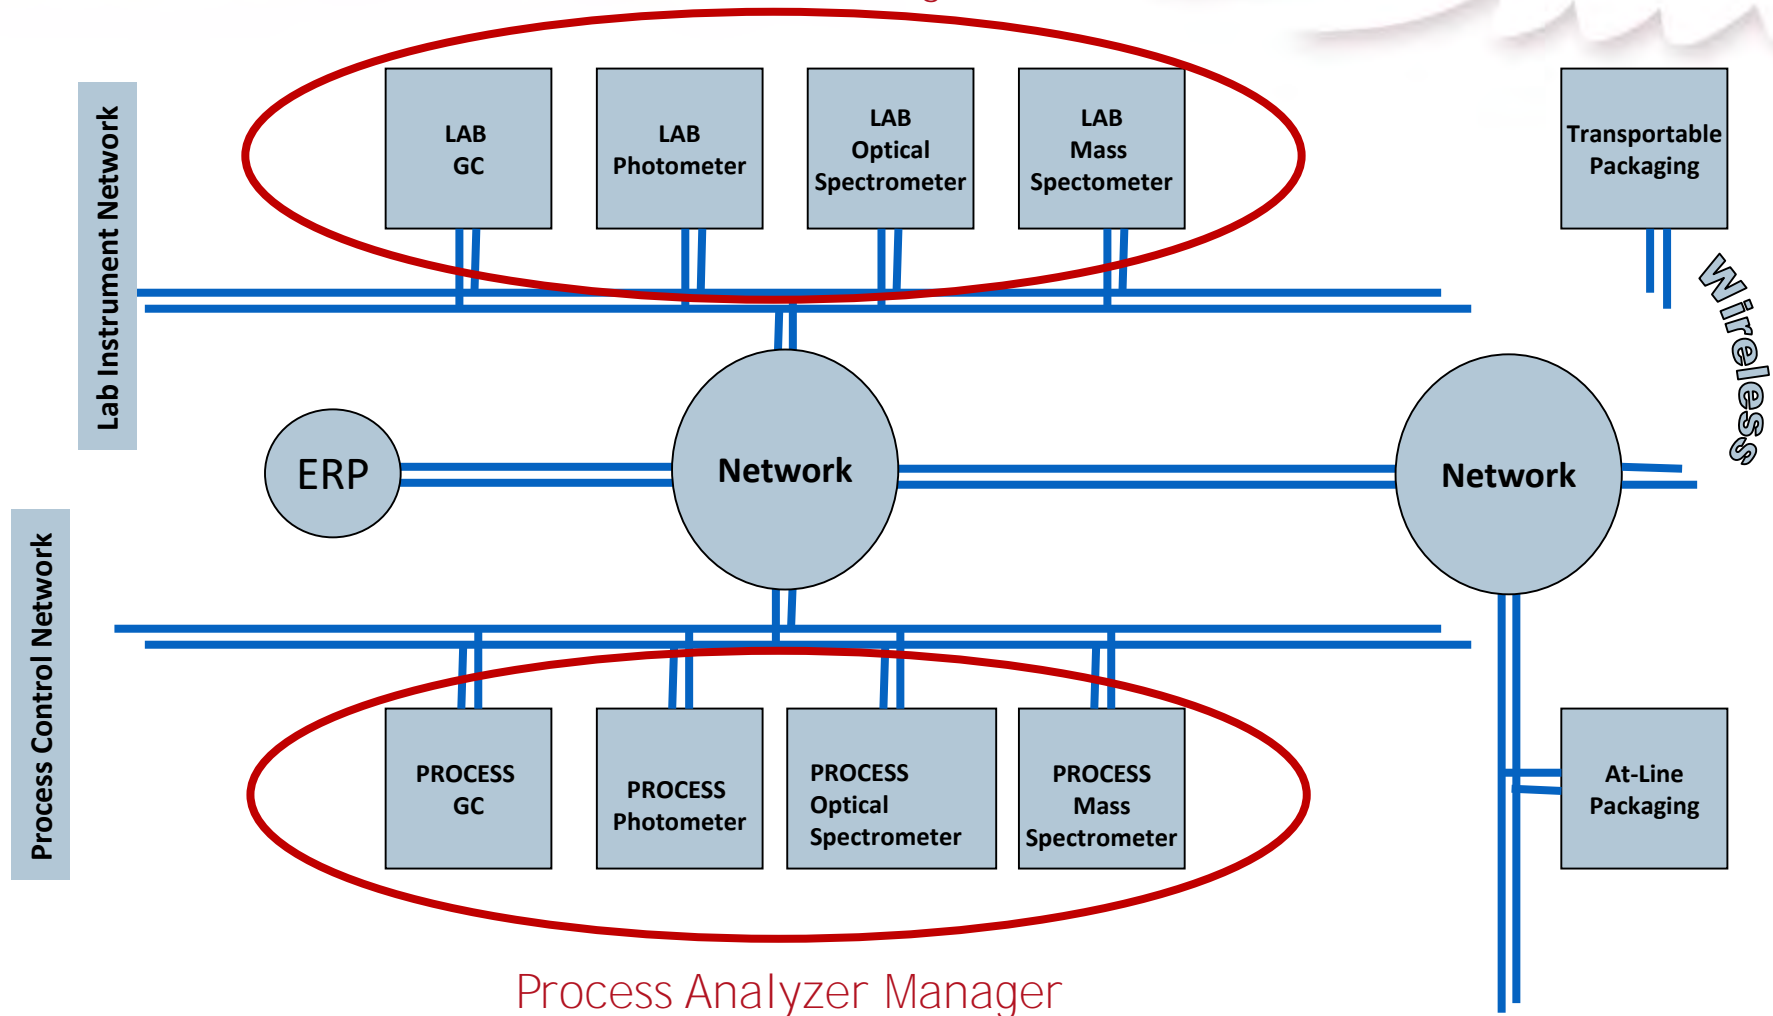 Lab Instrument Network
LAB
GC
LAB
Photometer
LAB
Optical
Spectrometer
LAB
Mass
Spectometer
Transportable
Packaging
Wireless
ERP
Network
Network
Process Control Network
PROCESS
GC
PROCESS
Photometer
PROCESS
Optical
Spectrometer
PROCESS
Mass
Spectrometer
At-Line
Packaging
Process Analyzer Manager